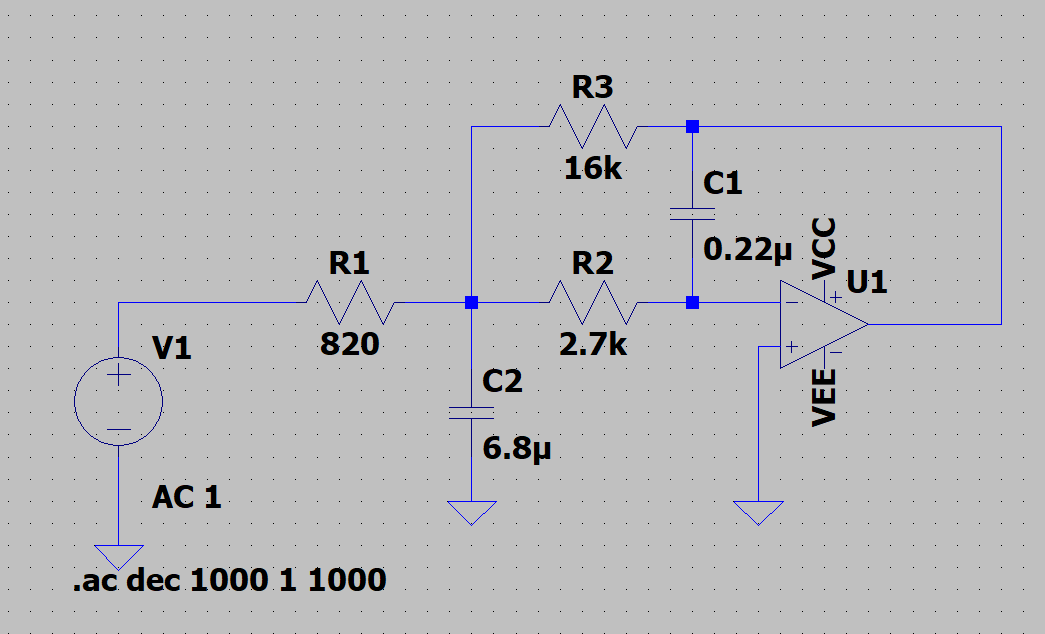 R3
16k
C1
0.22µ
VCC
U1
R1
820
R2
2.7k
V1
C2
6.8µ
VEE
AC 1
.ac dec 1000 1 1000